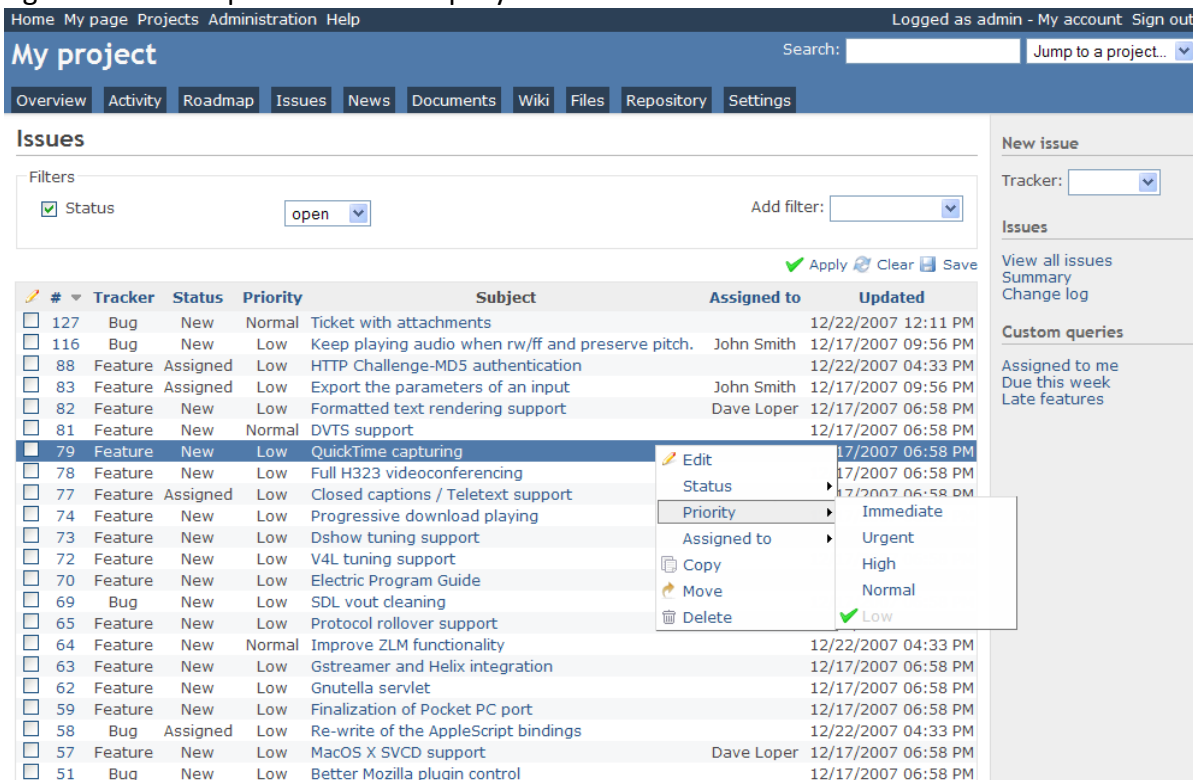 Home My page Projects Administration Help Logged as admin - My account Sign out
My project Search: Jump to a project...
Overview Activity Roadmap Issues News Documents Wiki Files Repository Settings
Issues
Filters
Status open Add filter:
Apply Clear Save
# Tracker Status Priority Subject Assigned to Updated
127 Bug New Normal Ticket with attachments 12/22/2007 12:11 PM
116 Bug New Low Keep playing audio when rw/ff and preserve pitch. John Smith 12/17/2007 09:56 PM
88 Feature Assigned Low HTTP Challenge-MD5 authentication 12/22/2007 04:33 PM
83 Feature Assigned Low Export the parameters of an input John Smith 12/17/2007 09:56 PM
82 Feature New Low Formatted text rendering support Dave Loper 12/17/2007 06:58 PM
81 Feature New Normal DVTS support 12/17/2007 06:58 PM
79 Feature New Low QuickTime capturing 17/2007 06:58 PM
78 Feature New Low Full H323 videoconferencing 17/2007 06:58 PM
77 Feature Assigned Low Closed captions / Teletext support 17/2007 06:58 PM
74 Feature New Low Progressive download playing
73 Feature New Low Dshow tuning support
72 Feature New Low V4L tuning support
70 Feature New Low Electric Program Guide
69 Bug New Low SDL vout cleaning
65 Feature New Low Protocol rollover support
64 Feature New Normal Improve ZLM functionality 12/22/2007 04:33 PM
63 Feature New Low Gstreamer and Helix integration 12/17/2007 06:58 PM
62 Feature New Low Gnutella servlet 12/17/2007 06:58 PM
59 Feature New Low Finalization of Pocket PC port 12/17/2007 06:58 PM
58 Bug Assigned Low Re-write of the AppleScript bindings 12/22/2007 04:33 PM
57 Feature New Low MacOS X SVCD support Dave Loper 12/17/2007 06:58 PM
51 Bug New Low Better Mozilla plugin control 12/17/2007 06:58 PM
Edit
Status
Priority
Assigned to
Copy
Move
Delete
Immediate
Urgent
High
Normal
Low
New issue
Tracker:
Issues
View all issues
Summary
Change log
Custom queries
Assigned to me
Due this week
Late features